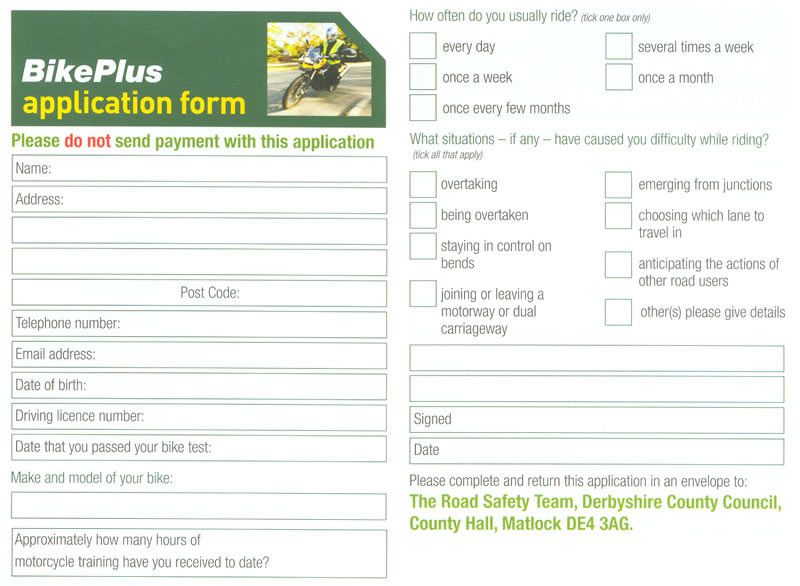 BikePlus
application form
Please do not send payment with this application
Name:
Address:
Post Code:
Telephone number:
Email address:
Date of birth:
Driving licence number:
Date that you passed your bike test:
Make and model of your bike:
Approximately how many hours of
motorcycle training have you received to date?
How often do you usually ride? (tick one box only)
every day
several times a week
once a week
once a month
once every few months
What situations – if any – have caused you difficulty while riding?
(tick all that apply)
overtaking
being overtaken
staying in control on
bends
joining or leaving a
motorway or dual
carriageway
emerging from junctions
choosing which lane to
travel in
anticipating the actions of
other road users
other(s) please give details
Signed
Date
Please complete and return this application in an envelope to:
The Road Safety Team, Derbyshire County Council,
County Hall, Matlock DE4 3AG.